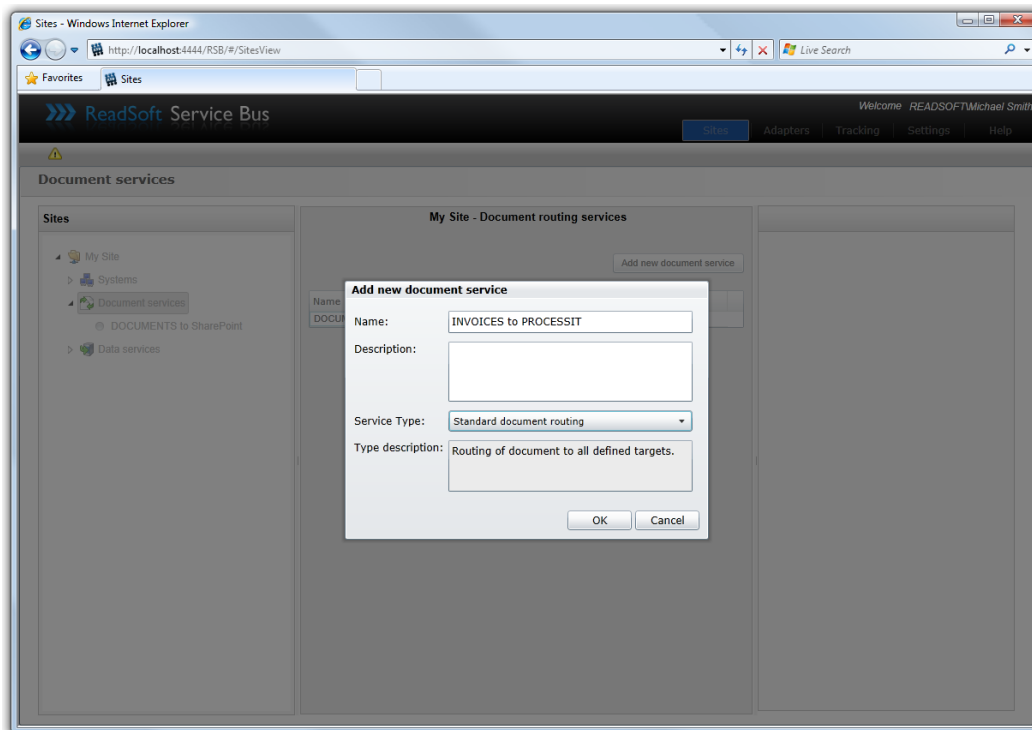 Sites - Windows Internet Explorer
http://localhost:4444/RSB/#/SitesView
Live Search
Favorites
Sites
ReadSoft Service Bus
Welcome READSOFT\Michael Smith
Sites Adapters Tracking Settings Help
Document services
Sites
My Site
Systems
Document services
DOCUMENTS to SharePoint
Data services
My Site - Document routing services
Add new document service
Name
DOCUM
Add new document service
Name: INVOICES to PROCESSIT
Description:
Service Type: Standard document routing
Type description: Routing of document to all defined targets.
OK Cancel